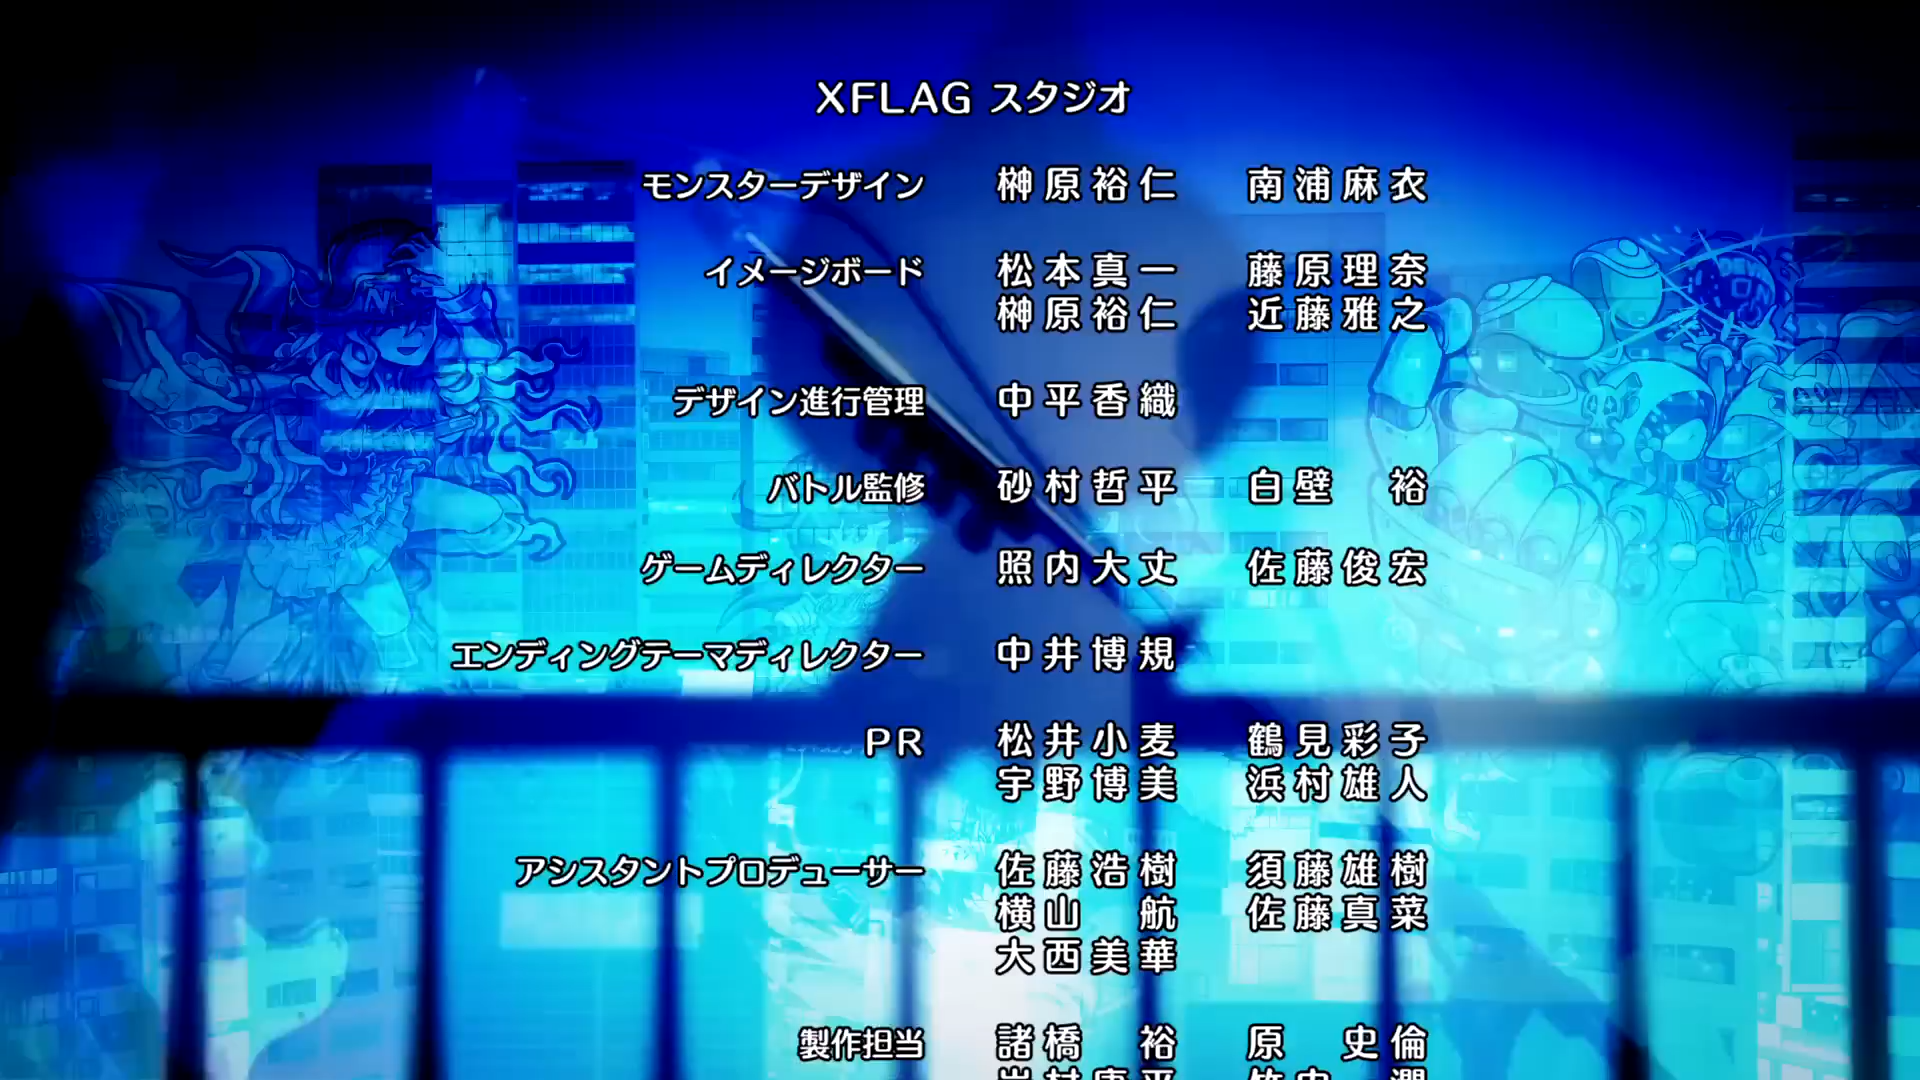 XFLAG スタジオ
モンスターデザイン 榊原裕仁 南浦麻衣
イメージボード 松本真一 藤原理奈
榊原裕仁 近藤雅之
デザイン進行管理 中平香織
バトル監修 砂村哲平 白壁 裕
ゲームディレクター 照内大丈 佐藤俊宏
エンディングテーマディレクター 中井博規
PR 松井小麦 鶴見彩子
宇野博美 浜村雄人
アシスタントプロデューサー 佐藤浩樹 須藤雄樹
横山 航 佐藤真菜
大西美華
製作担当 諸橋 裕 原 史倫